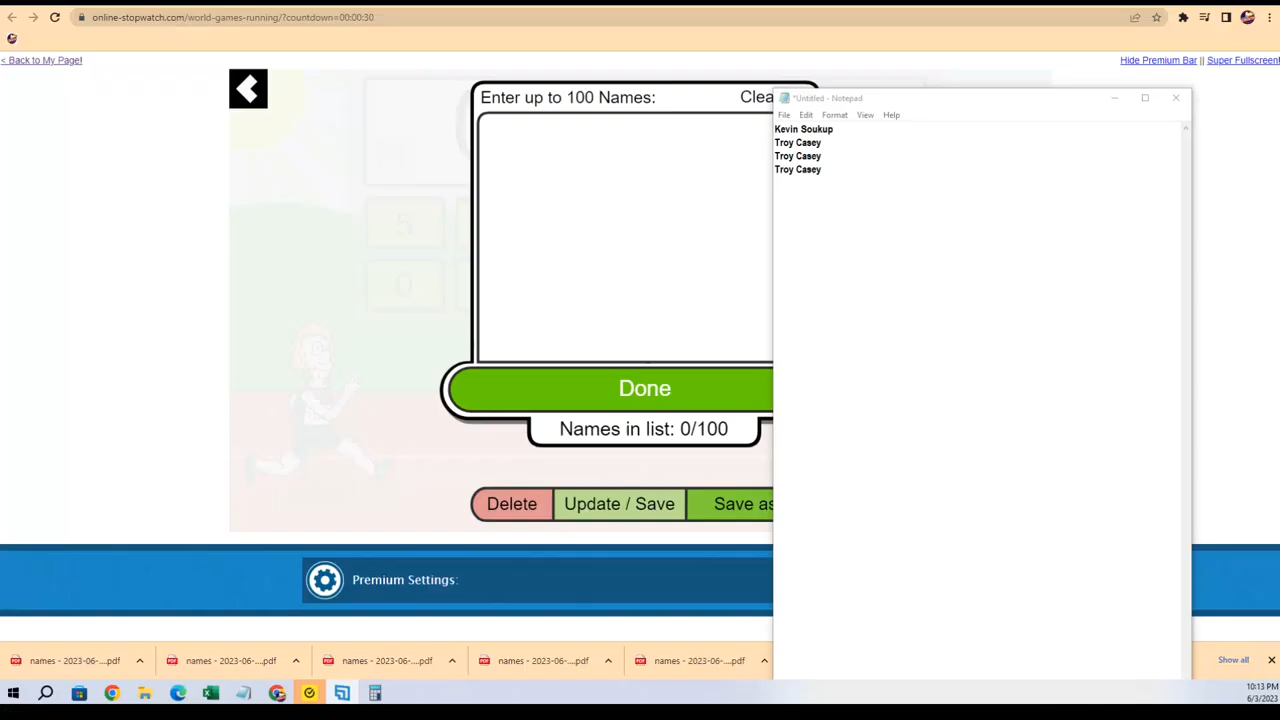 online-stopwatch.com/world-games-running/?countdown=00:00:30
< Back to My Page!
Hide Premium Bar || Super Fullscreen!
Enter up to 100 Names:
Clea
*Untitled - Notepad
File Edit Format View Help
Kevin Soukup
Troy Casey
Troy Casey
Troy Casey
8
0
Done
Names in list: 0/100
Delete
Update / Save
Save as
Premium Settings:
names - 2023-06-....pdf
names - 2023-06-....pdf
names - 2023-06-....pdf
names - 2023-06-....pdf
names - 2023-06-....pdf
Show all
10:13 PM
6/3/2023